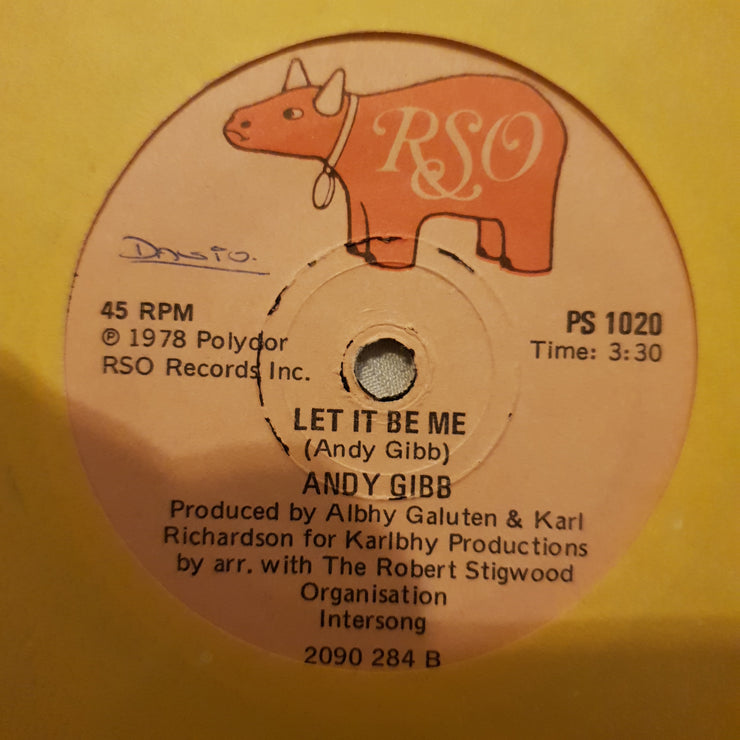 RSO
45 RPM
℗ 1978 Polydor
RSO Records Inc.
PS 1020
Time: 3:30
LET IT BE ME
(Andy Gibb)
ANDY GIBB
Produced by Albhy Galuten & Karl
Richardson for Karlbhy Productions
by arr. with The Robert Stigwood
Organisation
Intersong
2090 284 B